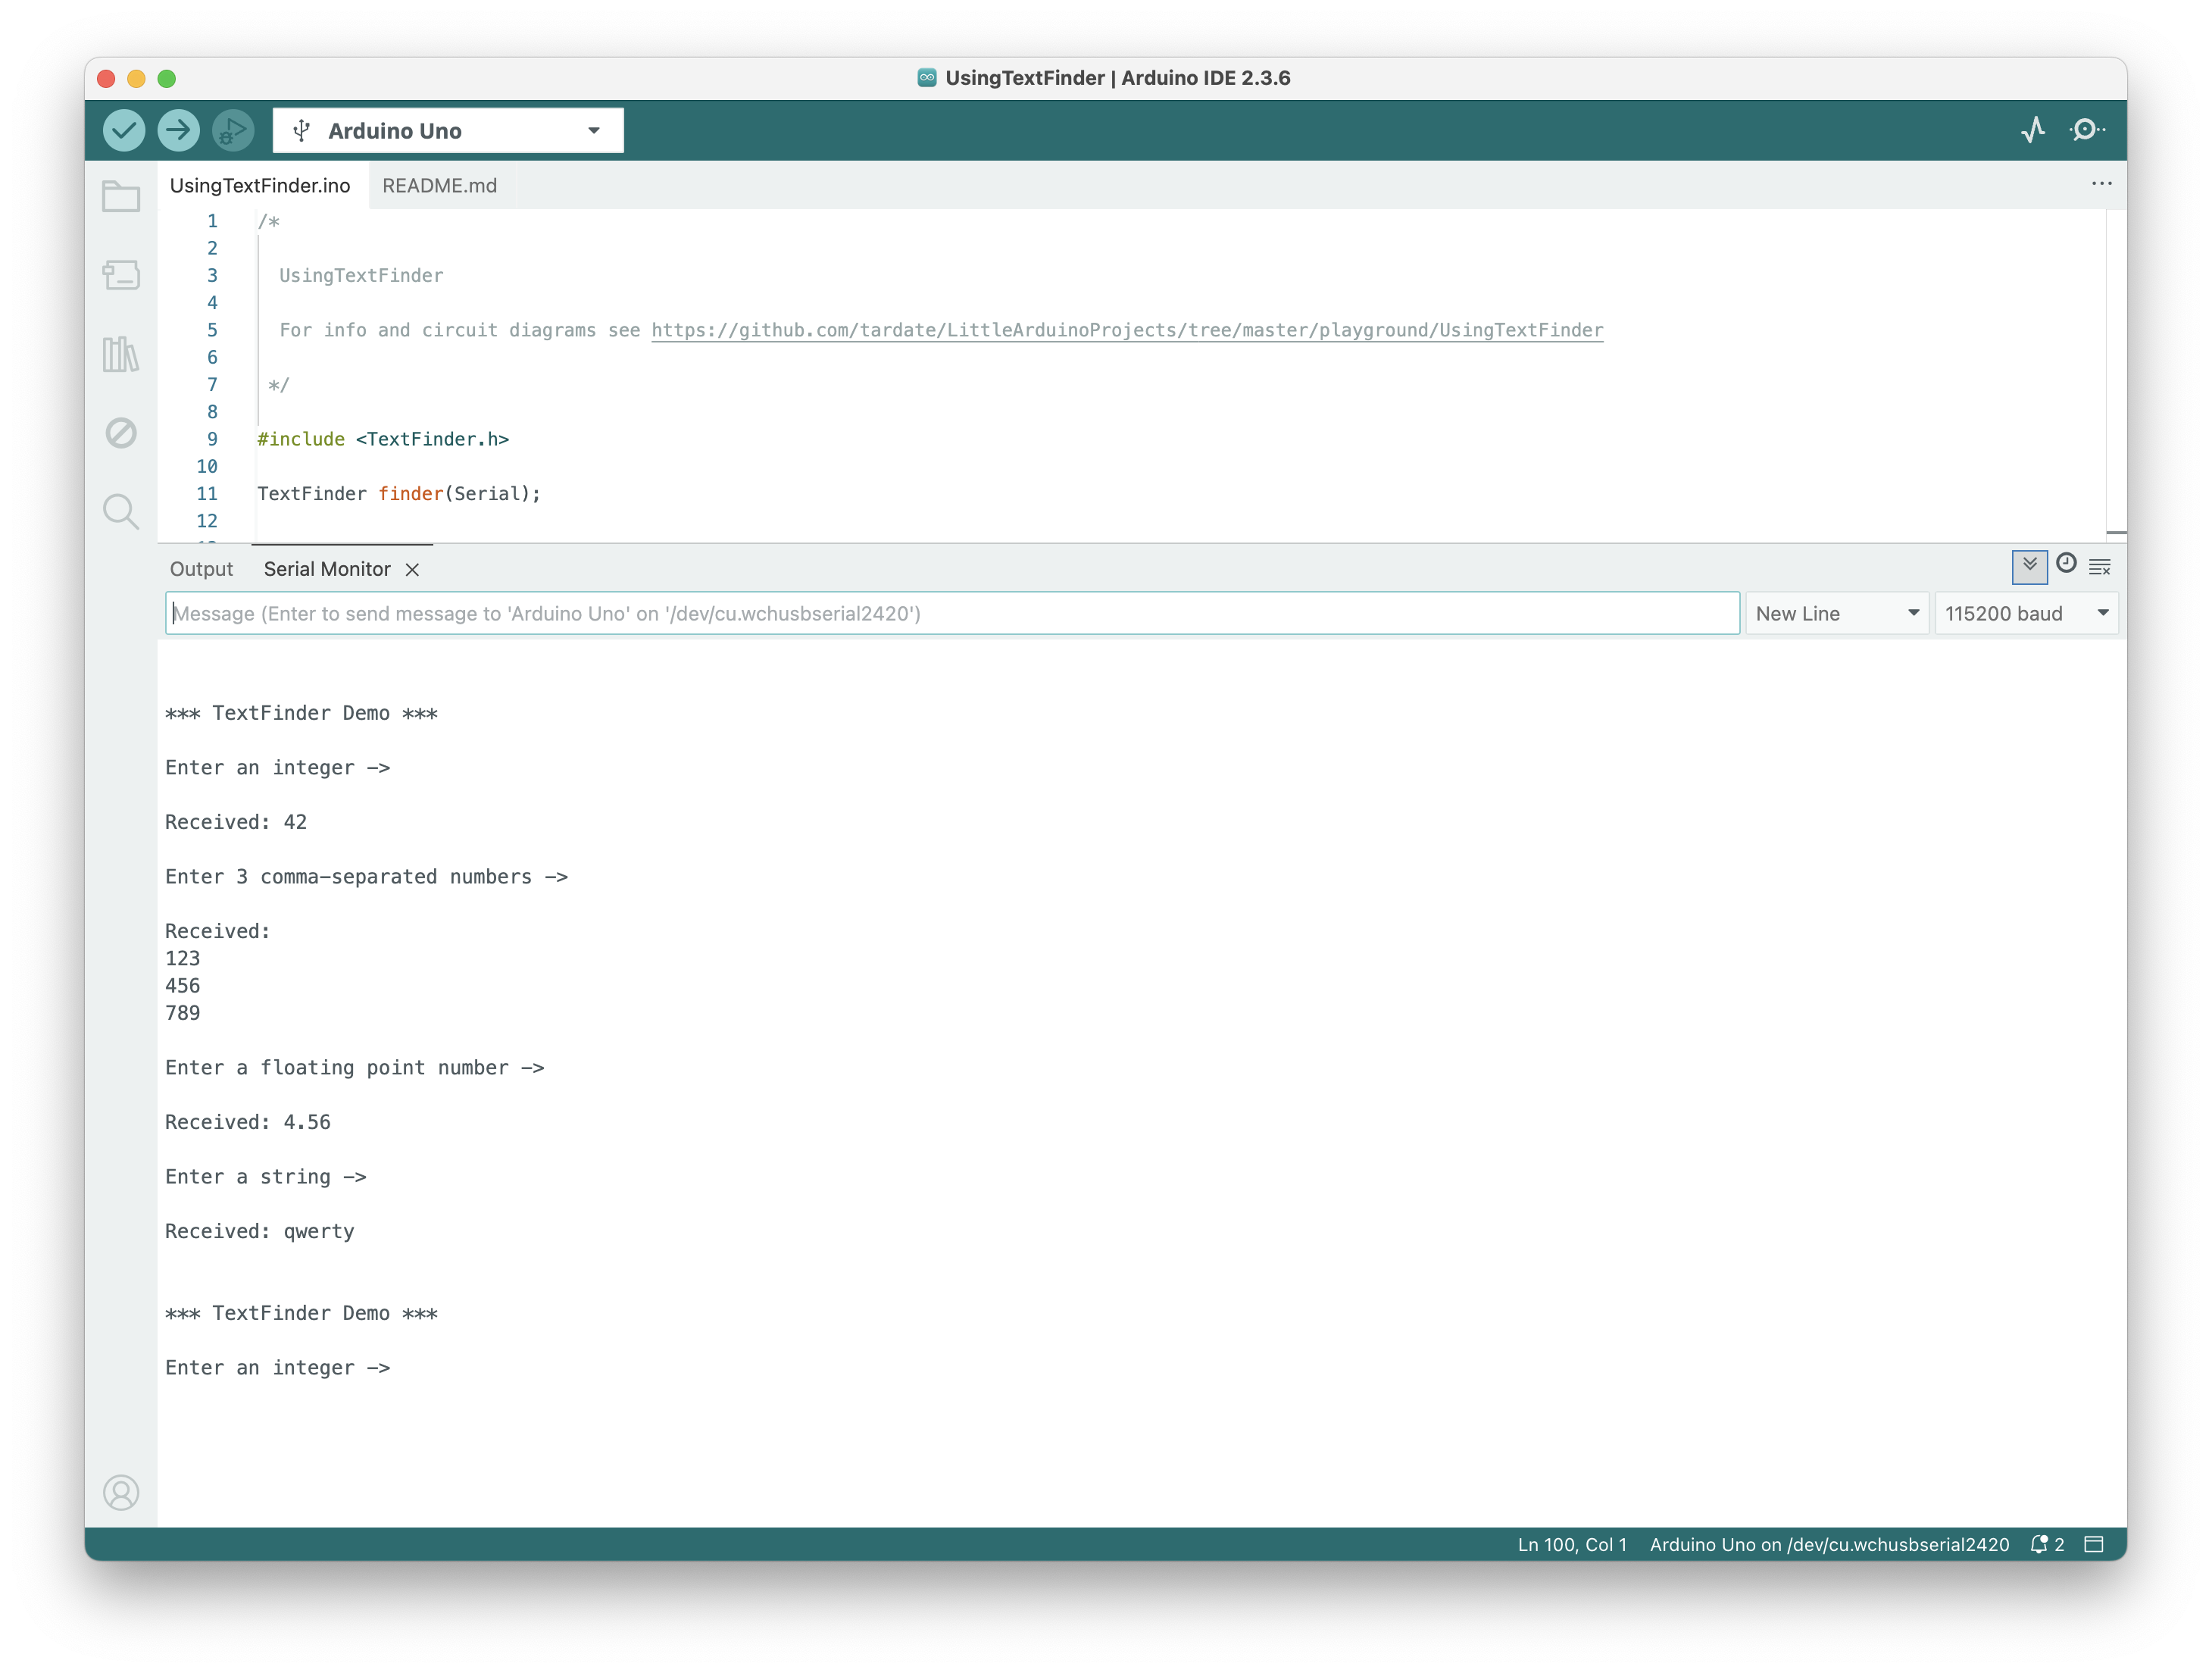 UsingTextFinder | Arduino IDE 2.3.6
Arduino Uno
UsingTextFinder.ino README.md
1 /*
2
3 UsingTextFinder
4
5 For info and circuit diagrams see https://github.com/tardate/LittleArduinoProjects/tree/master/playground/UsingTextFinder
6
7 */
8
9 #include <TextFinder.h>
10
11 TextFinder finder(Serial);
12
Output Serial Monitor
Message (Enter to send message to 'Arduino Uno' on '/dev/cu.wchusbserial2420') New Line 115200 baud
*** TextFinder Demo ***
Enter an integer ->
Received: 42
Enter 3 comma-separated numbers ->
Received:
123
456
789
Enter a floating point number ->
Received: 4.56
Enter a string ->
Received: qwerty
*** TextFinder Demo ***
Enter an integer ->
Ln 100, Col 1 Arduino Uno on /dev/cu.wchusbserial2420 2